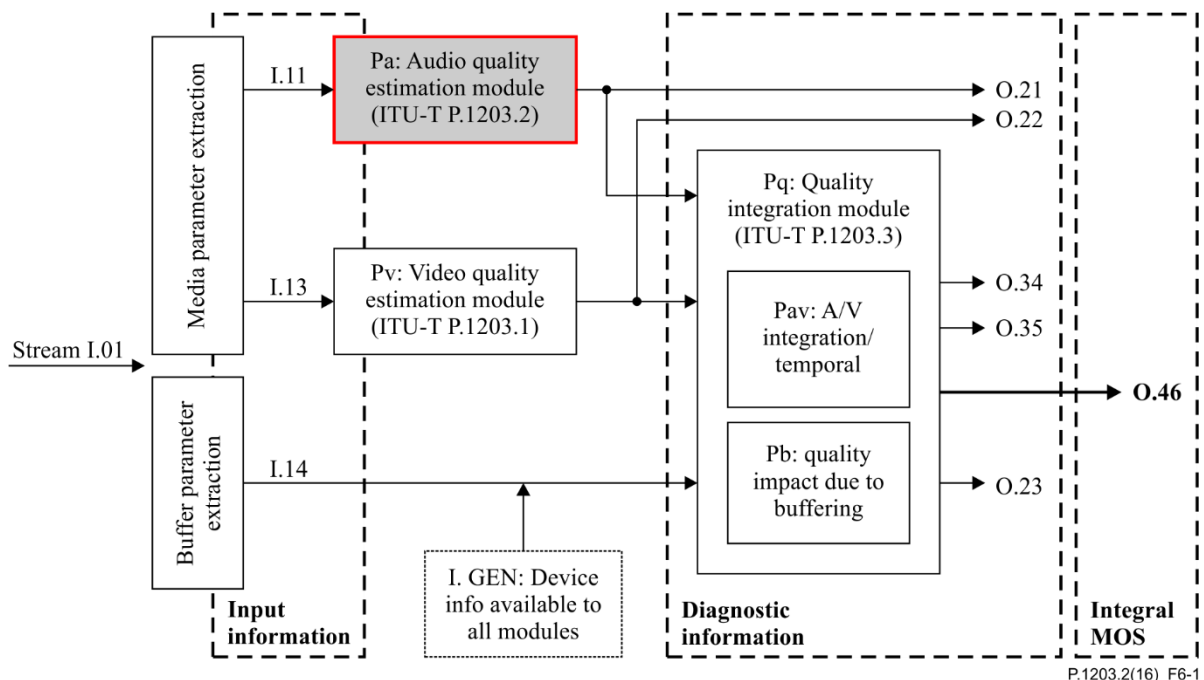 Media parameter extraction
I.11
Pa: Audio quality
estimation module
(ITU-T P.1203.2)
O.21
O.22
Pq: Quality
integration module
(ITU-T P.1203.3)
I.13
Pv: Video quality
estimation module
(ITU-T P.1203.1)
O.34
Pav: A/V
integration/
temporal
O.35
Stream I.01
O.46
Buffer parameter
extraction
I.14
Pb: quality
impact due to
buffering
O.23
I. GEN: Device
info available to
all modules
Input
information
Diagnostic
information
Integral
MOS
P.1203.2(16)_F6-1